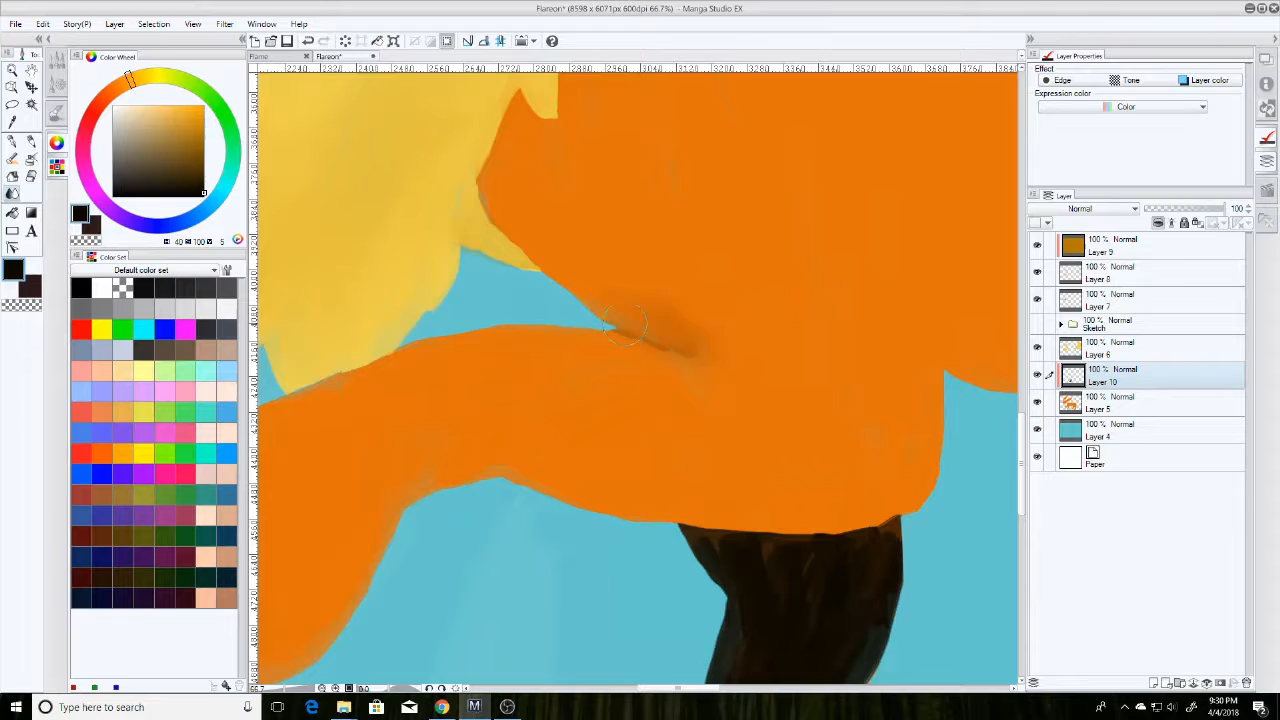 Flareon* (8598 x 6071px 600dpi 66.7%) - Manga Studio EX
File Edit Story(P) Layer Selection View Filter Window Help
Color Wheel
Flame Flareon*
40 100 5
Color Set
Default color set
Layer Properties
Effect
Edge Tone Layer color
Expression color
Color
Layer
Normal 100
100 % Normal
Layer 9
100 % Normal
Layer 8
100 % Normal
Layer 7
100 % Normal
Sketch
100 % Normal
Layer 6
100 % Normal
Layer 10
100 % Normal
Layer 5
100 % Normal
Layer 4
Paper
Type here to search
9:30 PM
4/4/2018